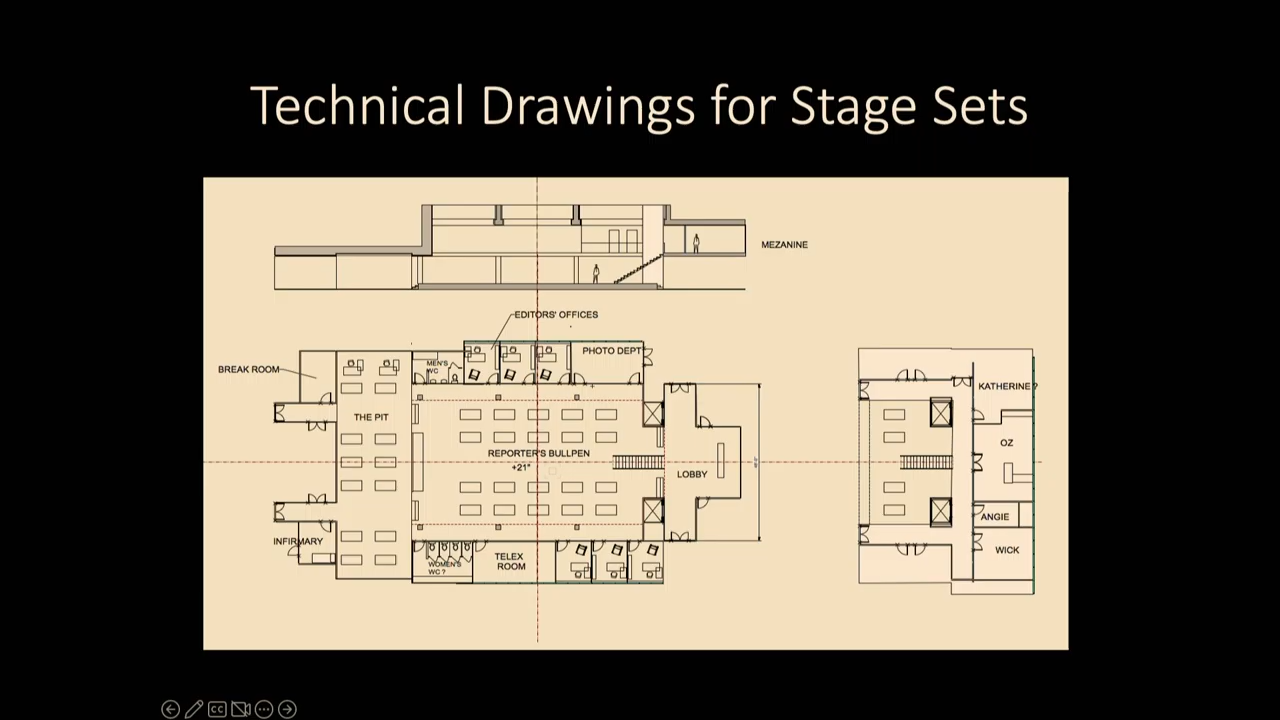 Technical Drawings for Stage Sets
MEZANINE
EDITORS' OFFICES
BREAK ROOM
MEN'S
WC
PHOTO DEPT
KATHERINE ?
THE PIT
OZ
REPORTER'S BULLPEN
+21"
LOBBY
ANGIE
INFIRMARY
WICK
TELEX
ROOM
WOMEN'S
WC ?
CC